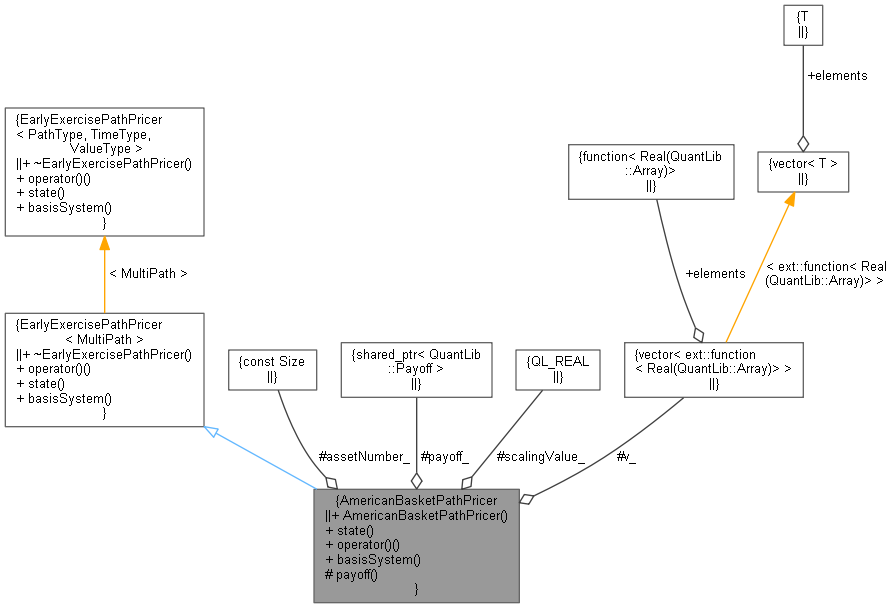 {T
||}
+elements
{EarlyExercisePathPricer
< PathType, TimeType,
ValueType >
||+ ~EarlyExercisePathPricer()
+ operator()()
+ state()
+ basisSystem()
}
{function< Real(QuantLib
::Array)>
||}
{vector< T >
||}
< MultiPath >
+elements
< ext::function< Real
(QuantLib::Array)> >
{EarlyExercisePathPricer
< MultiPath >
||+ ~EarlyExercisePathPricer()
+ operator()()
+ state()
+ basisSystem()
}
{const Size
||}
{shared_ptr< QuantLib
::Payoff >
||}
{QL_REAL
||}
{vector< ext::function
< Real(QuantLib::Array)> >
||}
#assetNumber_
#payoff_
#scalingValue_
#v_
{AmericanBasketPathPricer
||+ AmericanBasketPathPricer()
+ state()
+ operator()()
+ basisSystem()
# payoff()
}